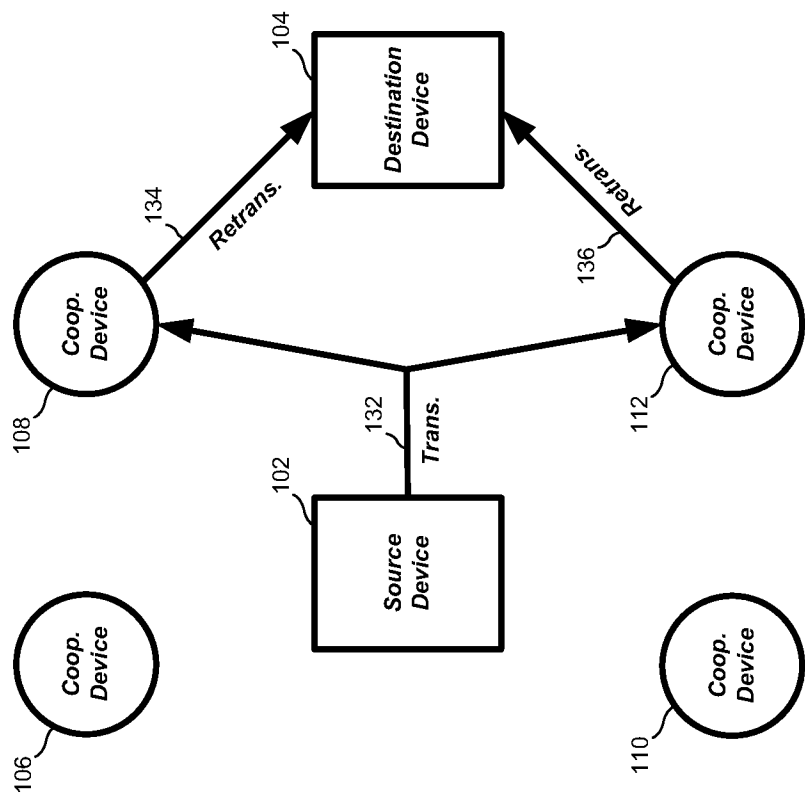 106
Coop.
Device
108
Coop.
Device
134
Retrans.
104
Destination
Device
102
Source
Device
132
Trans.
110
Coop.
Device
112
Coop.
Device
136
Retrans.